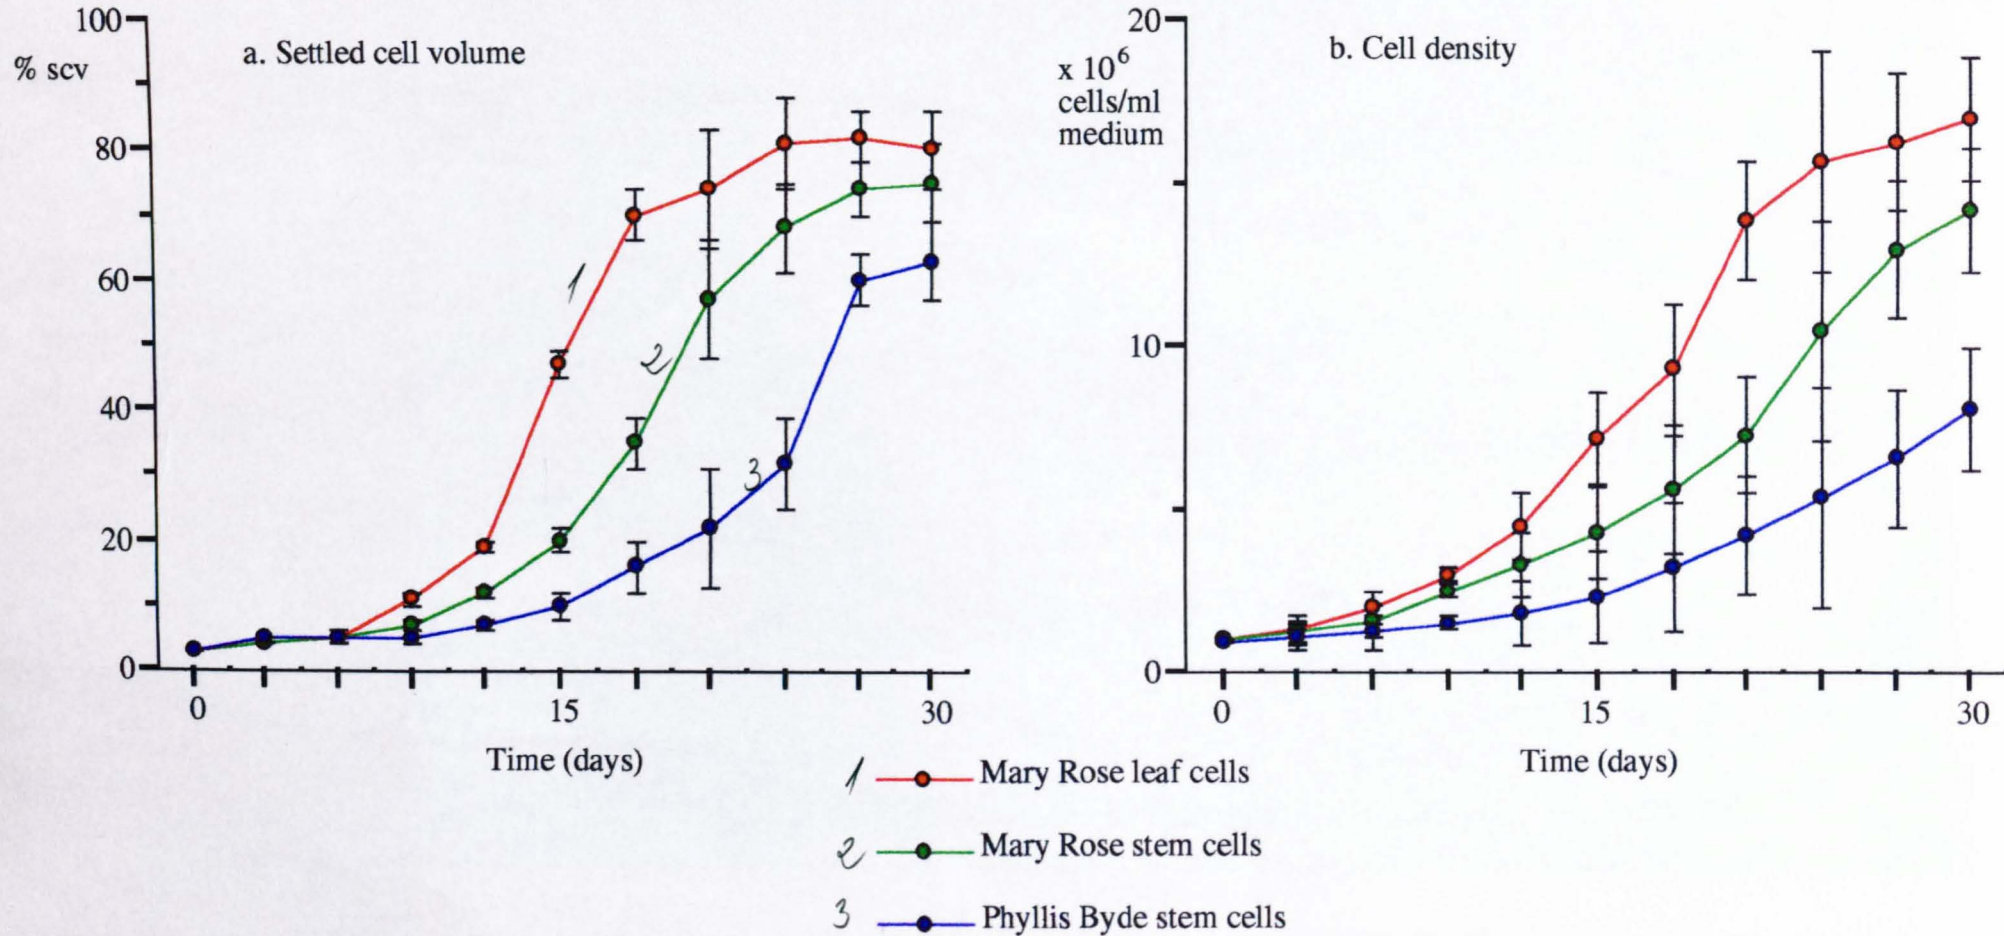 a. Settled cell volume
% scv
100
80
60
40
20
0
0 15 30
Time (days)
1
2
3
b. Cell density
x 10⁶
cells/ml
medium
20
10
0
0 15 30
Time (days)
1 Mary Rose leaf cells
2 Mary Rose stem cells
3 Phyllis Byde stem cells